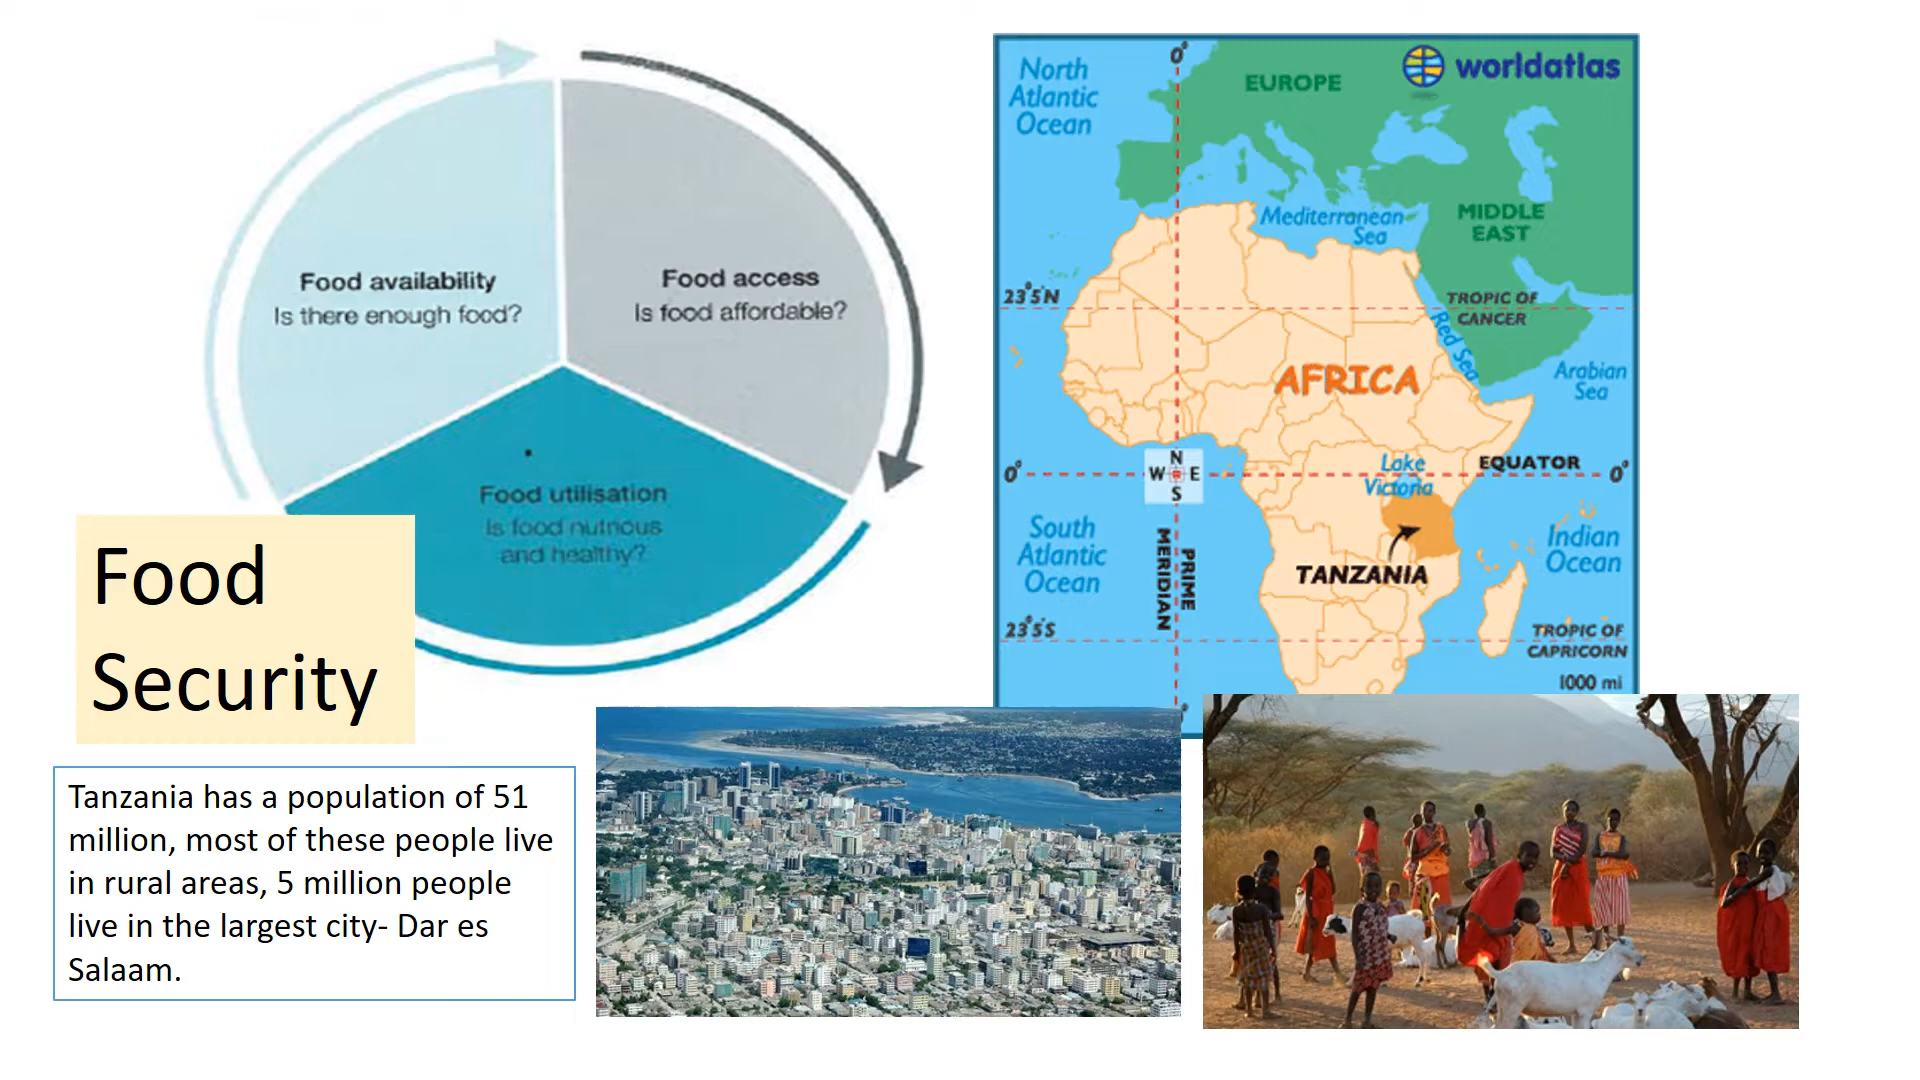 Food availability
Is there enough food?
Food access
Is food affordable?
Food utilisation
Is food nutrious
and healthy?
Food
Security
Tanzania has a population of 51
million, most of these people live
in rural areas, 5 million people
live in the largest city- Dar es
Salaam.
0°
worldatlas
North
Atlantic
Ocean
EUROPE
Mediterranean
Sea
MIDDLE
EAST
23°5'N
TROPIC OF
CANCER
Red Sea
Arabian
Sea
AFRICA
N
W E
S
0°
Lake
Victoria
EQUATOR
0°
South
Atlantic
Ocean
PRIME
MERIDIAN
TANZANIA
Indian
Ocean
23°5'S
TROPIC OF
CAPRICORN
1000 mi